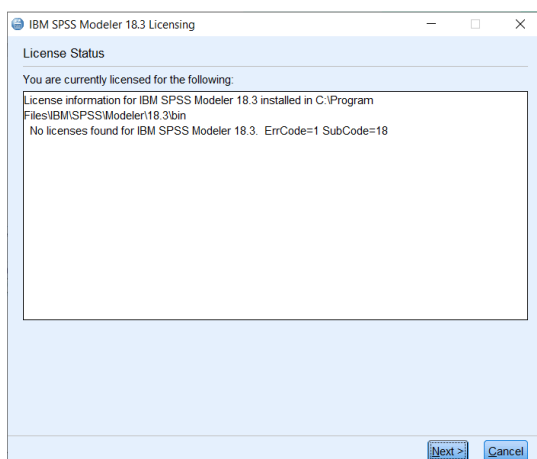 IBM SPSS Modeler 18.3 Licensing
License Status
You are currently licensed for the following:
License information for IBM SPSS Modeler 18.3 installed in C:\Program
Files\IBM\SPSS\Modeler\18.3\bin
No licenses found for IBM SPSS Modeler 18.3. ErrCode=1 SubCode=18
Next > Cancel